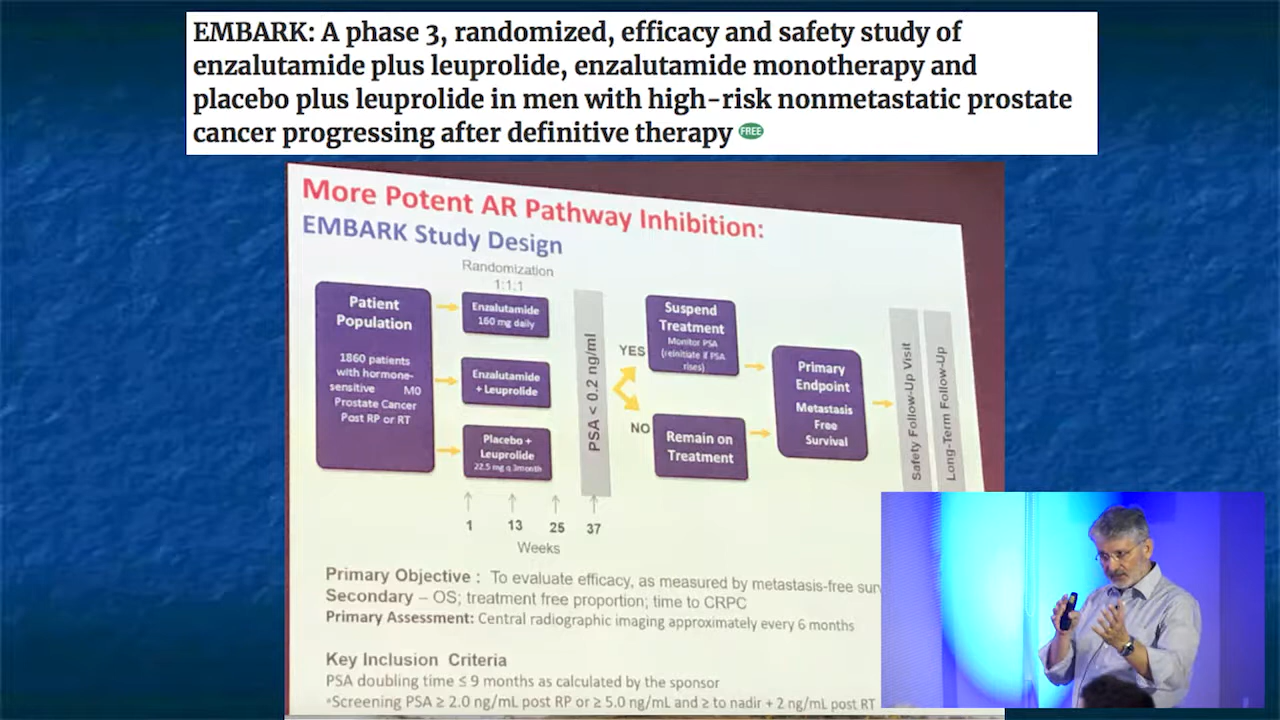 EMBARK: A phase 3, randomized, efficacy and safety study of
enzalutamide plus leuprolide, enzalutamide monotherapy and
placebo plus leuprolide in men with high-risk nonmetastatic prostate
cancer progressing after definitive therapy FREE
More Potent AR Pathway Inhibition:
EMBARK Study Design
Randomization
1:1:1
Patient
Population
1860 patients
with hormone-
sensitive M0
Prostate Cancer
Post RP or RT
Enzalutamide
160 mg daily
Enzalutamide
+ Leuprolide
Placebo +
Leuprolide
22.5 mg q 3month
1 13 25 37
Weeks
PSA < 0.2 ng/ml
YES
NO
Suspend
Treatment
Monitor PSA
(reinitiate if PSA
rises)
Remain on
Treatment
Primary
Endpoint
Metastasis
Free
Survival
Safety Follow-Up Visit
Long-Term Follow-Up
Primary Objective : To evaluate efficacy, as measured by metastasis-free sur
Secondary – OS; treatment free proportion; time to CRPC
Primary Assessment: Central radiographic imaging approximately every 6 months
Key Inclusion Criteria
PSA doubling time ≤ 9 months as calculated by the sponsor
*Screening PSA ≥ 2.0 ng/mL post RP or ≥ 5.0 ng/mL and ≥ to nadir + 2 ng/mL post RT